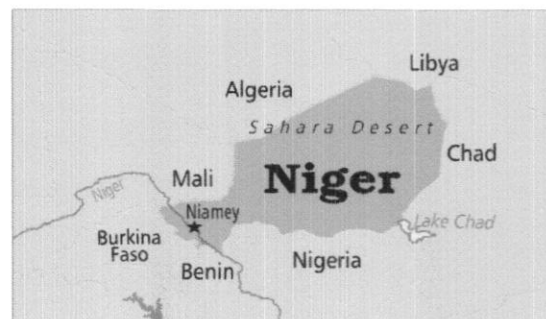 Libya
Algeria
Sahara Desert
Chad
Mali
Niger
Niger
Niamey
Lake Chad
Burkina
Faso
Nigeria
Benin